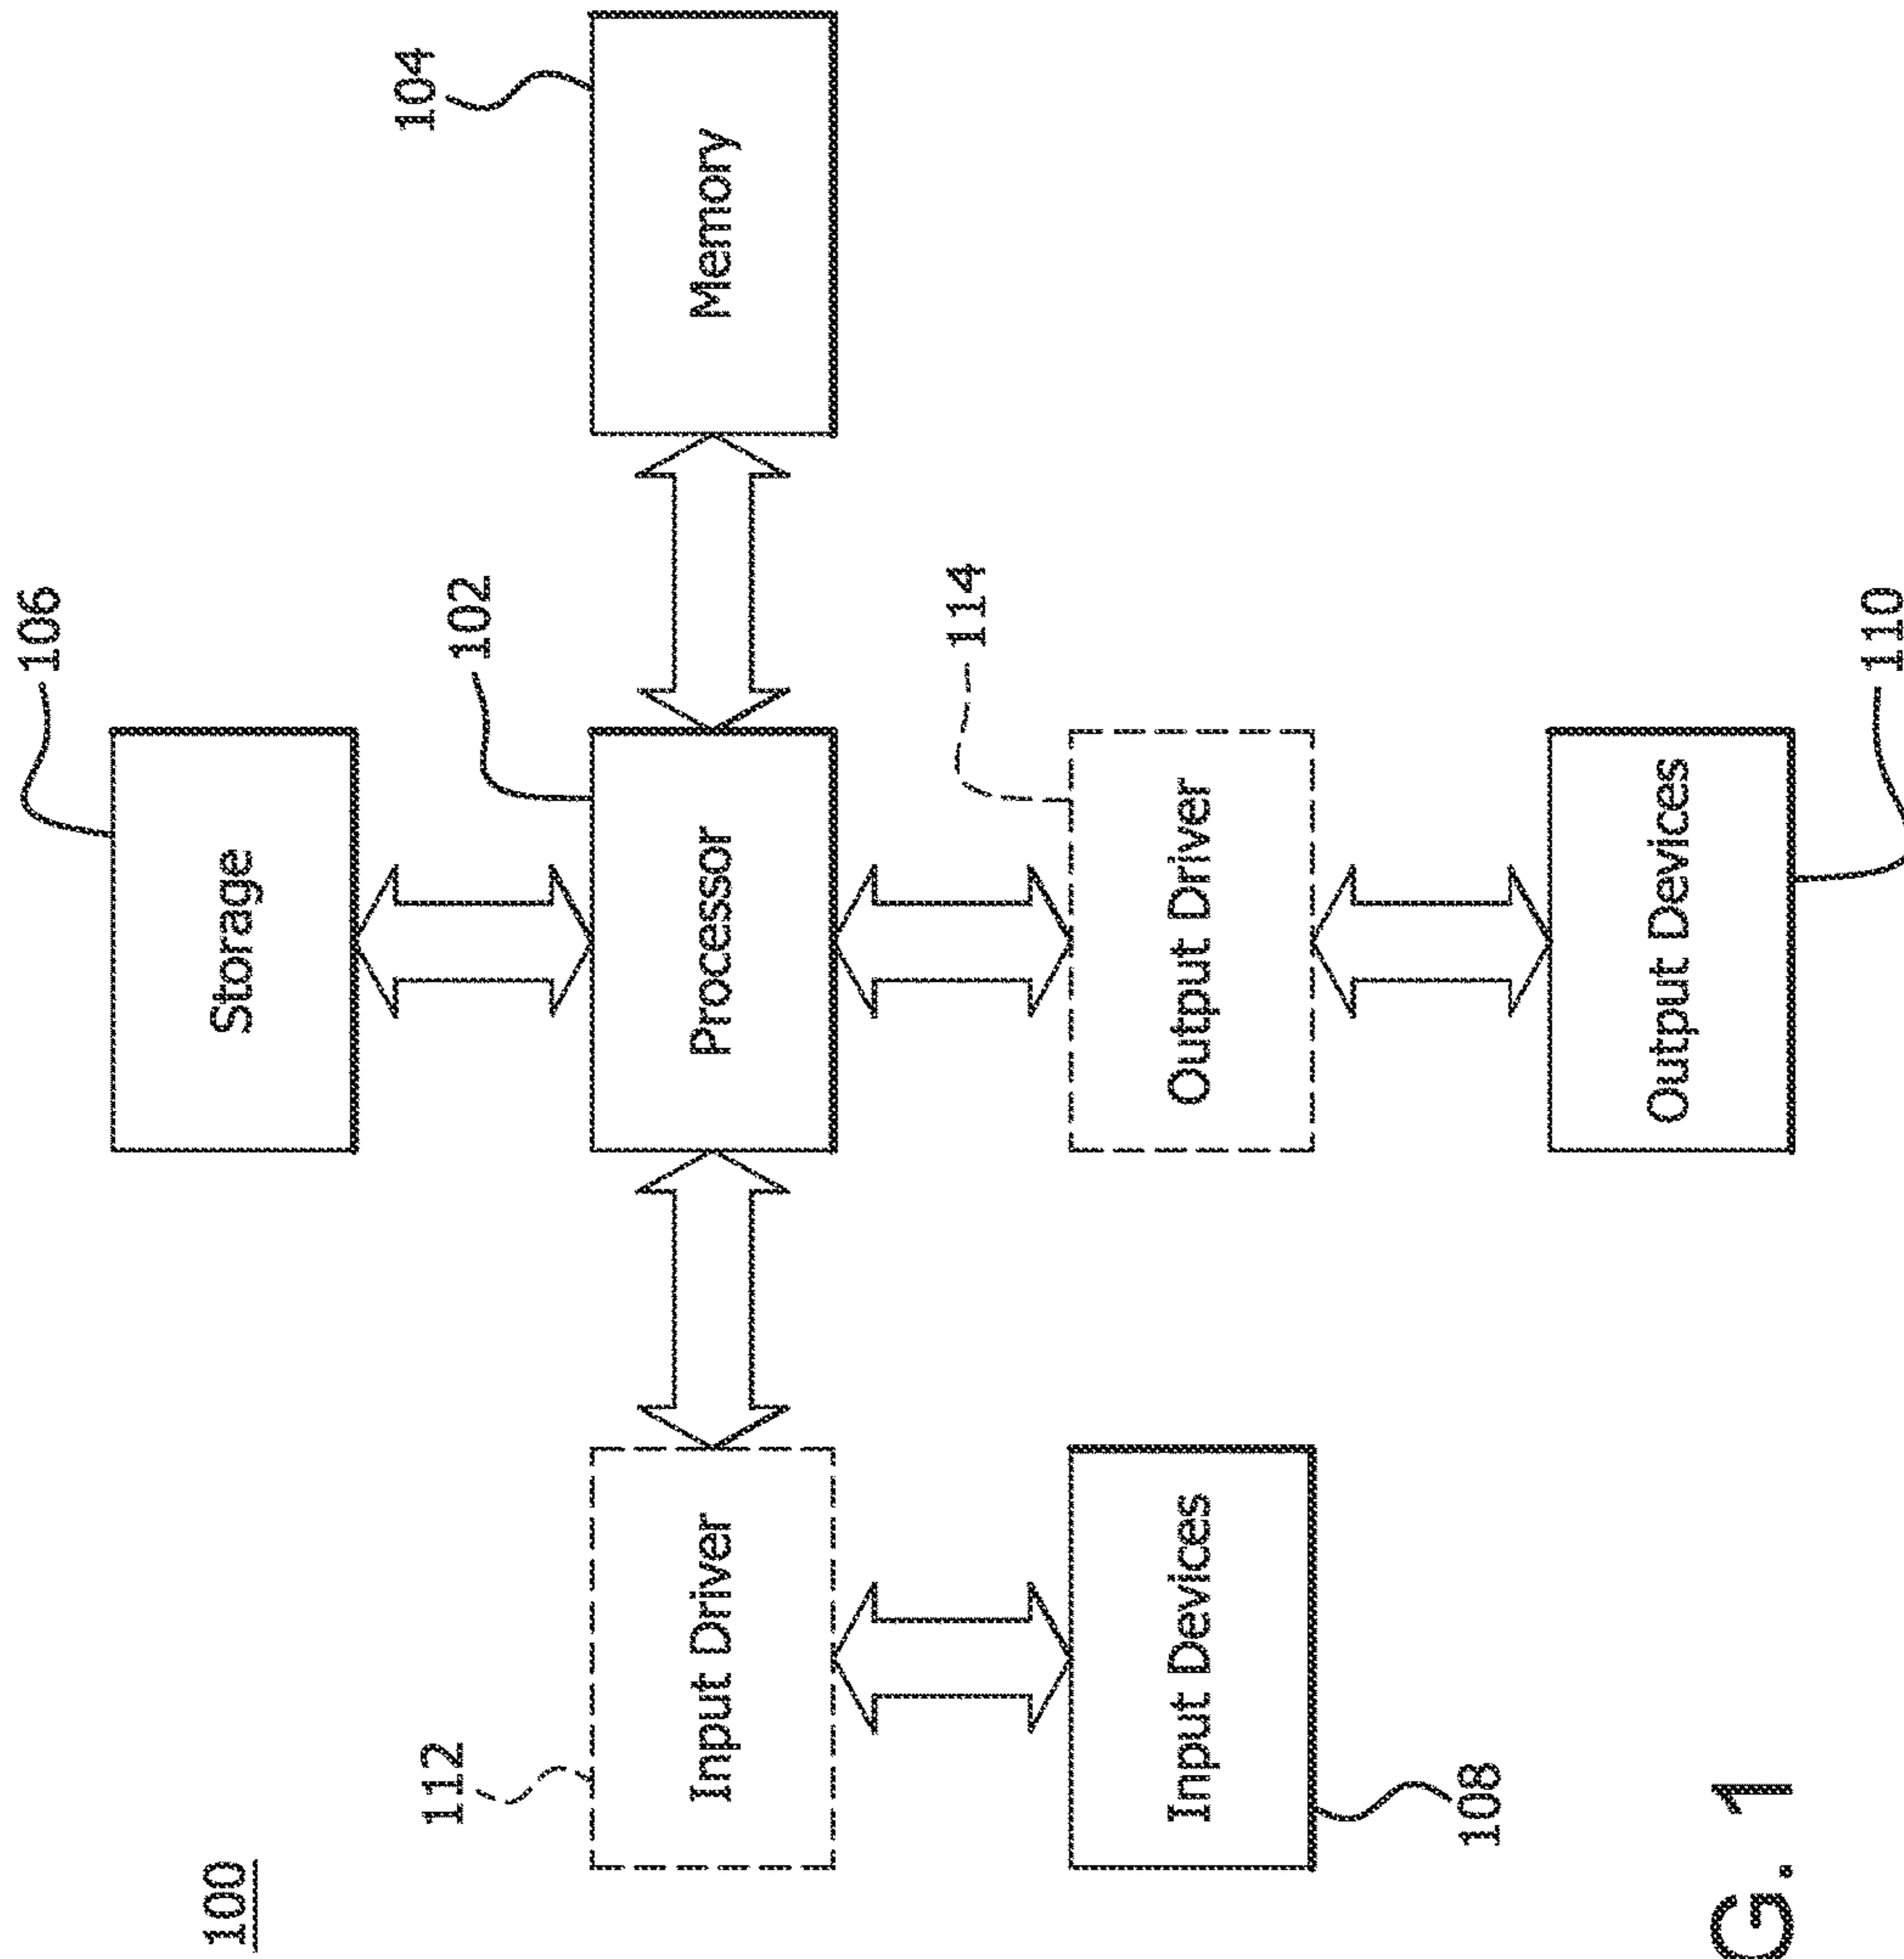 100
106
Storage
112
102
104
Input Driver
Processor
Memory
114
Input Devices
Output Driver
108
Output Devices
110
G. 1